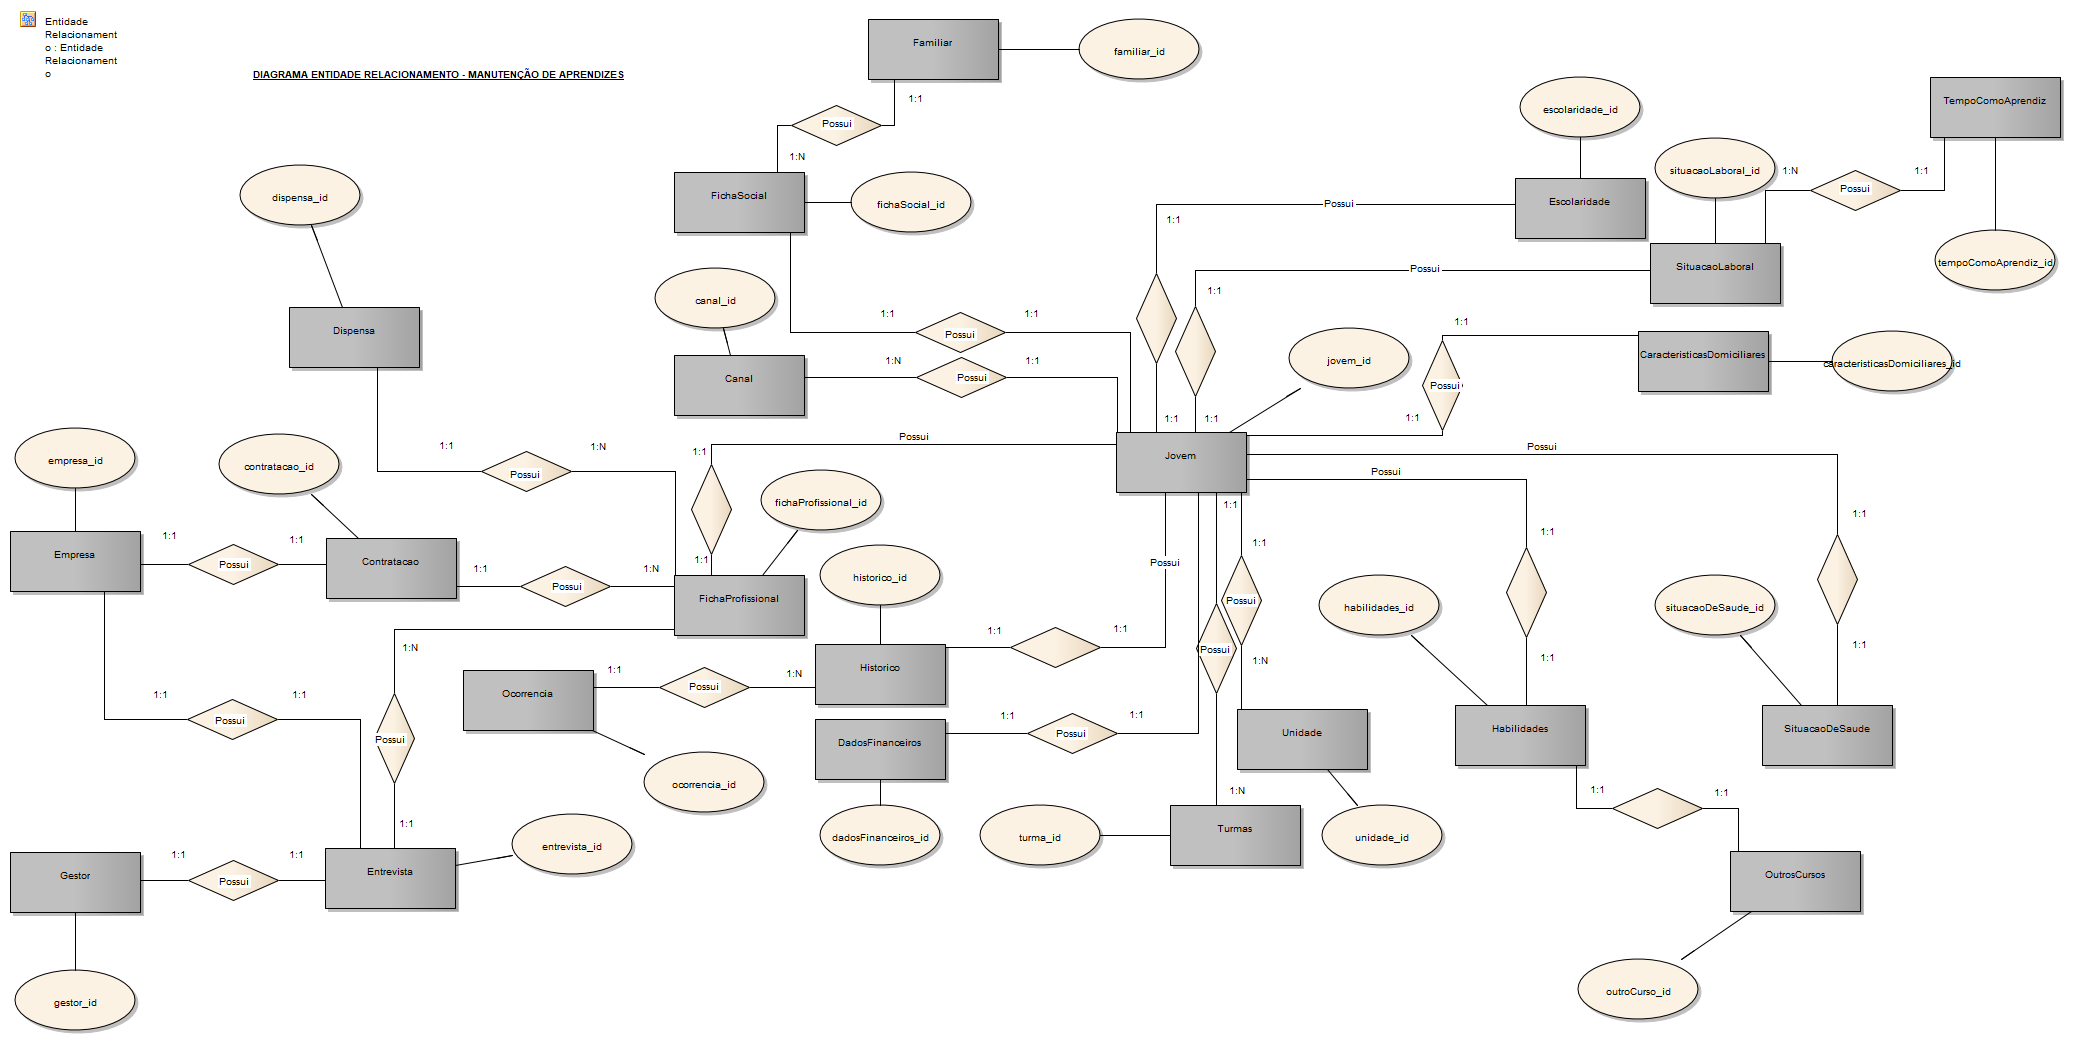 Entidade
Relacionament
o : Entidade
Relacionament
o
DIAGRAMA ENTIDADE RELACIONAMENTO - MANUTENÇÃO DE APRENDIZES
Familiar
familiar_id
1:1
Possui
1:N
FichaSocial
fichaSocial_id
escolaridade_id
TempoComoAprendiz
situacaoLaboral_id
1:N
Possui
1:1
dispensa_id
Escolaridade
Possui
1:1
tempoComoAprendiz_id
SituacaoLaboral
Possui
1:1
canal_id
1:1
Possui
1:1
Dispensa
1:1
CaracteristicasDomiciliares
caracteristicasDomiciliares_id
jovem_id
Canal
1:N
Possui
1:1
Possui
1:1
1:1
1:1
Possui
1:1
Jovem
Possui
Possui
empresa_id
contratacao_id
1:1
Possui
1:N
fichaProfissional_id
1:1
1:1
1:1
Empresa
1:1
Possui
1:1
Contratacao
1:1
Possui
1:N
1:1
FichaProfissional
historico_id
Possui
1:1
Possui
habilidades_id
situacaoDeSaude_id
1:N
1:1
1:1
Possui
1:N
1:1
1:1
Historico
Ocorrencia
1:1
Possui
1:N
1:1
Possui
1:1
1:N
Possui
ocorrencia_id
DadosFinanceiros
1:1
Possui
1:1
Unidade
Habilidades
SituacaoDeSaude
1:N
1:1
1:1
1:1
dadosFinanceiros_id
turma_id
Turmas
unidade_id
entrevista_id
Gestor
1:1
Possui
1:1
Entrevista
OutrosCursos
gestor_id
outroCurso_id